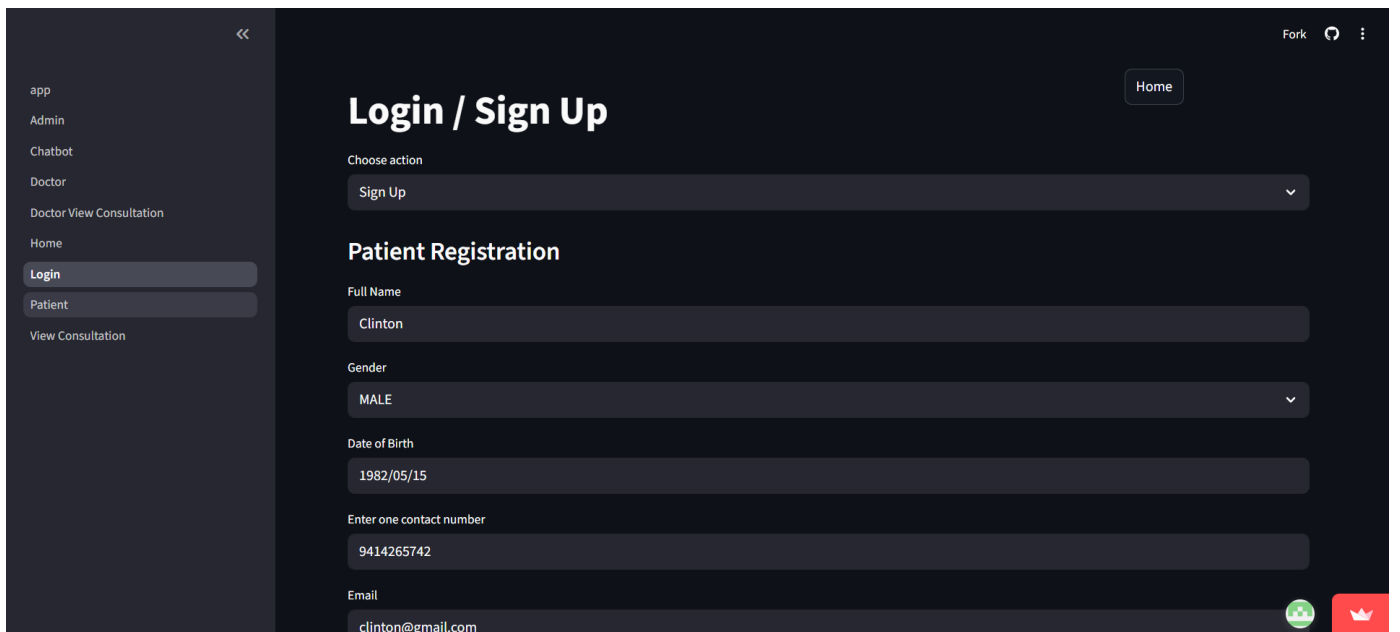 app
Admin
Chatbot
Doctor
Doctor View Consultation
Home
Login
Patient
View Consultation
Fork
Home
Login / Sign Up
Choose action
Sign Up
Patient Registration
Full Name
Clinton
Gender
MALE
Date of Birth
1982/05/15
Enter one contact number
9414265742
Email
clinton@gmail.com